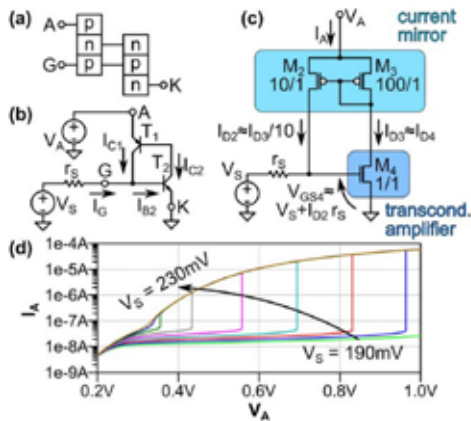 (a)
A
p
n
n
G
p
p
n
K
(b)
A
V_A
I_C1
T_1
I_C2
T_2
V_S
r_S
G
I_G
I_B2
K
(c)
V_A
I_A
current
mirror
M_2
10/1
M_3
100/1
I_D2≈I_D3/10
I_D3≈I_D4
V_S
r_S
M_4
1/1
V_GS4≈
V_S+I_D2 r_S
transcond.
amplifier
(d)
I_A
1e-4A
1e-5A
1e-6A
1e-7A
1e-8A
1e-9A
V_S=230mV
V_S=190mV
0.2V 0.4V 0.6V 0.8V 1.0V
V_A